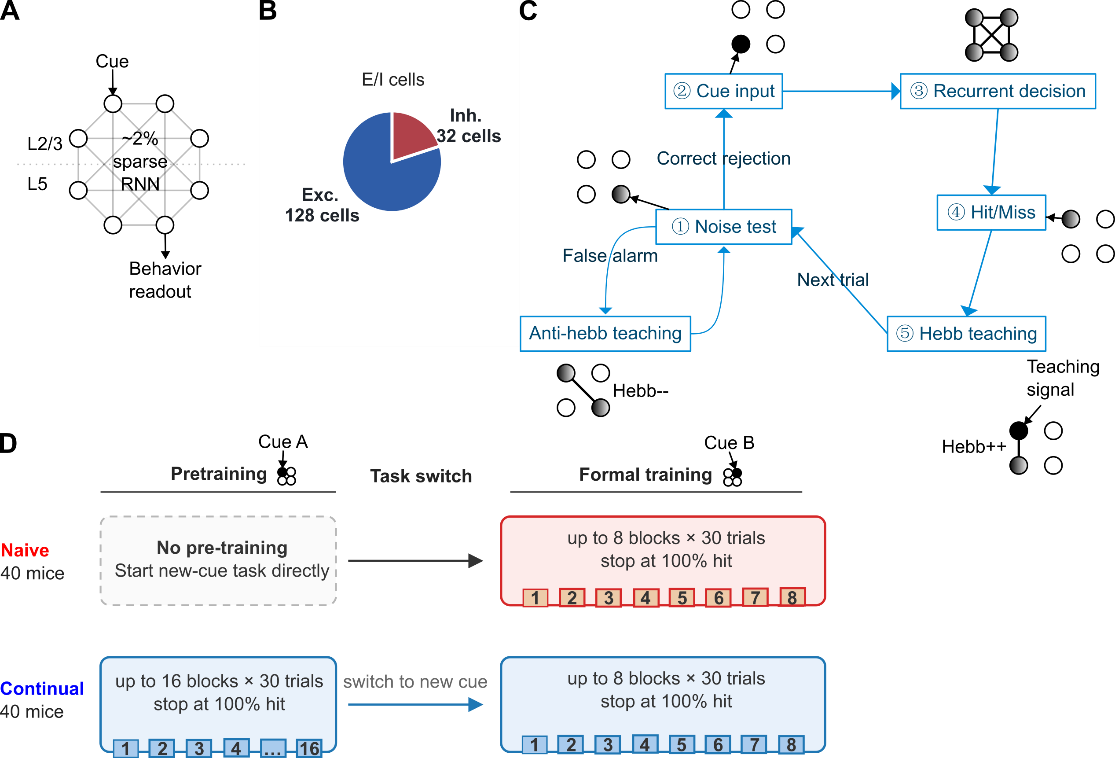 A
Cue
L2/3
L5
~2%
sparse
RNN
Behavior
readout
B
E/I cells
Inh.
32 cells
Exc.
128 cells
C
② Cue input
③ Recurrent decision
Correct rejection
① Noise test
④ Hit/Miss
False alarm
Next trial
Anti-hebb teaching
⑤ Hebb teaching
Hebb--
Teaching
signal
Hebb++
D
Cue A
Pretraining
Task switch
Cue B
Formal training
Naive
40 mice
No pre-training
Start new-cue task directly
up to 8 blocks × 30 trials
stop at 100% hit
1 2 3 4 5 6 7 8
Continual
40 mice
up to 16 blocks × 30 trials
stop at 100% hit
1 2 3 4 ... 16
switch to new cue
up to 8 blocks × 30 trials
stop at 100% hit
1 2 3 4 5 6 7 8